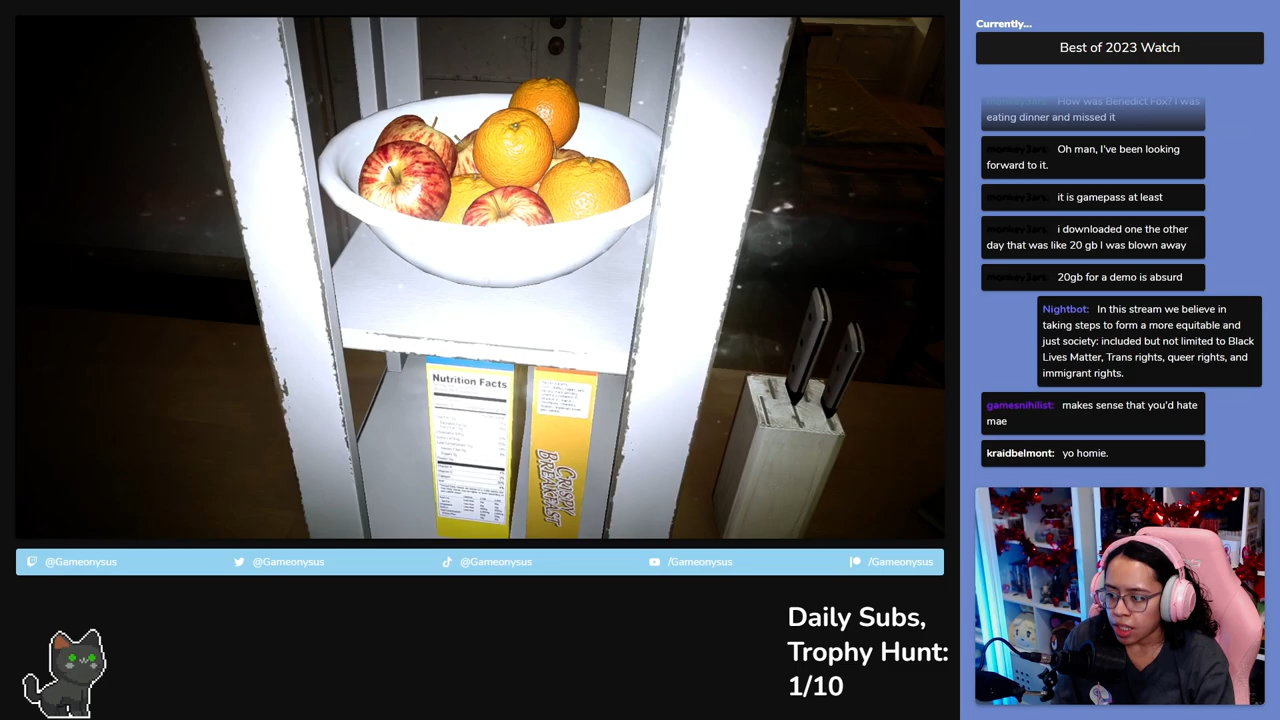 Nutrition Facts
CRISPY
BREAKFAST
@Gameonysus
@Gameonysus
@Gameonysus
/Gameonysus
/Gameonysus
Daily Subs,
Trophy Hunt:
1/10
Currently...
Best of 2023 Watch
monkey3ars How was Benedict Fox? I was
eating dinner and missed it
monkey3ars Oh man, I've been looking
forward to it.
monkey3ars it is gamepass at least
monkey3ars i downloaded one the other
day that was like 20 gb I was blown away
monkey3ars 20gb for a demo is absurd
Nightbot: In this stream we believe in
taking steps to form a more equitable and
just society: included but not limited to Black
Lives Matter, Trans rights, queer rights, and
immigrant rights.
gamesnihilist: makes sense that you'd hate
mae
kraidbelmont: yo homie.